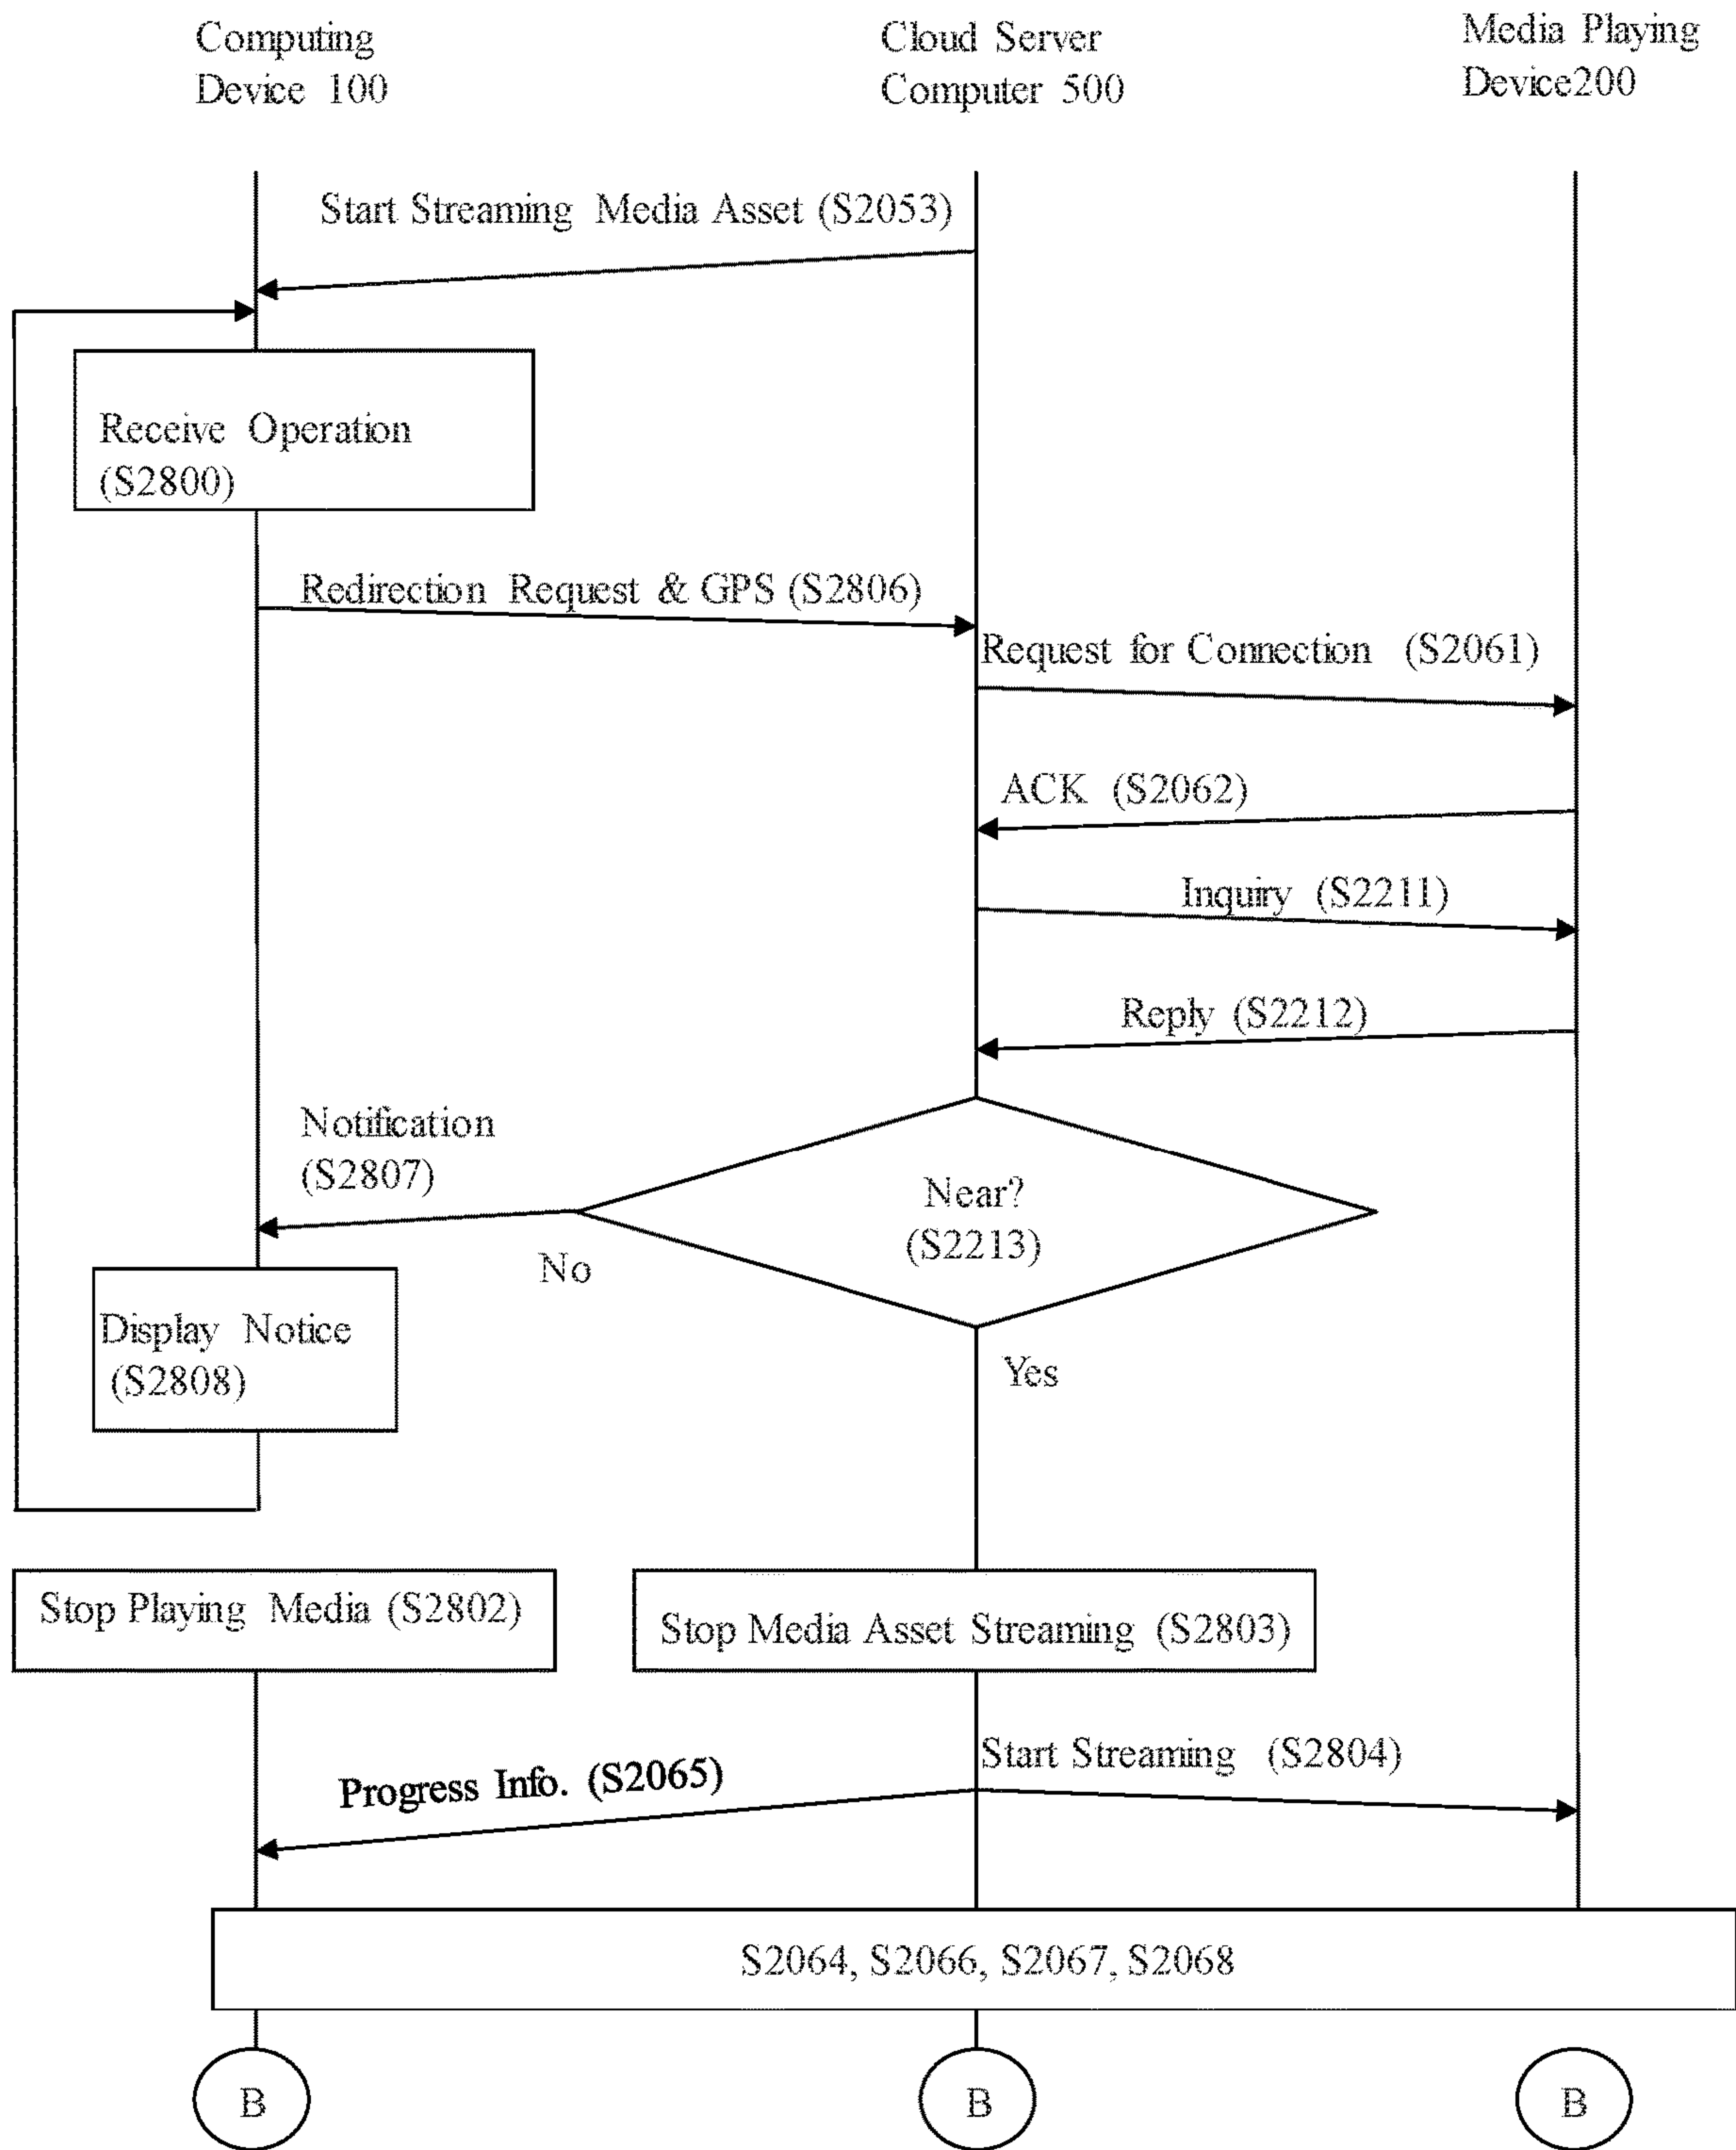 Computing
Device 100
Cloud Server
Computer 500
Media Playing
Device200
Start Streaming Media Asset (S2053)
Receive Operation
(S2800)
Redirection Request & GPS (S2806)
Request for Connection (S2061)
ACK (S2062)
Inquiry (S2211)
Reply (S2212)
Notification
(S2807)
Near?
(S2213)
No
Display Notice
(S2808)
Yes
Stop Playing Media (S2802)
Stop Media Asset Streaming (S2803)
Start Streaming (S2804)
Progress Info. (S2065)
S2064, S2066, S2067, S2068
B
B
B